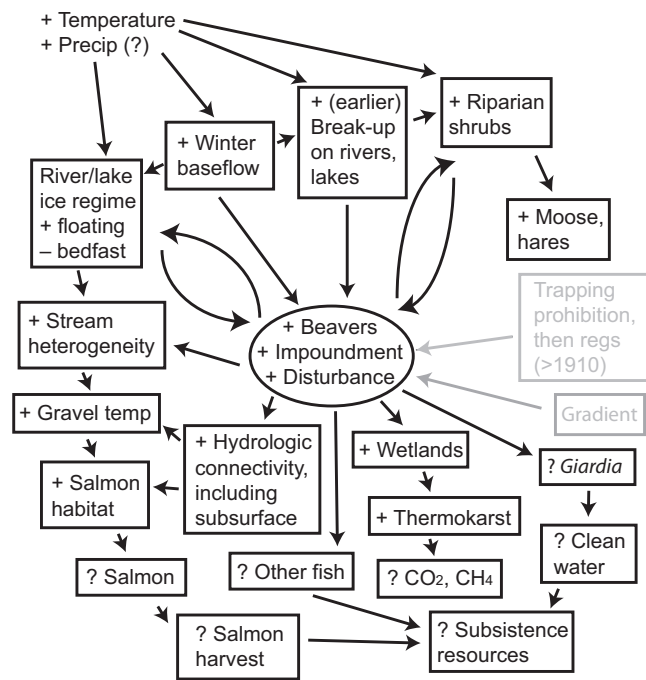 + Temperature
+ Precip (?)
+ (earlier)
Break-up
on rivers,
lakes
+ Riparian
shrubs
+ Winter
baseflow
River/lake
ice regime
+ floating
– bedfast
+ Moose,
hares
Trapping
prohibition,
then regs
(>1910)
+ Stream
heterogeneity
+ Beavers
+ Impoundment
+ Disturbance
Gradient
+ Gravel temp
+ Hydrologic
connectivity,
including
subsurface
+ Wetlands
? Giardia
+ Salmon
habitat
+ Thermokarst
? Clean
water
? Salmon
? Other fish
? CO₂, CH₄
? Salmon
harvest
? Subsistence
resources